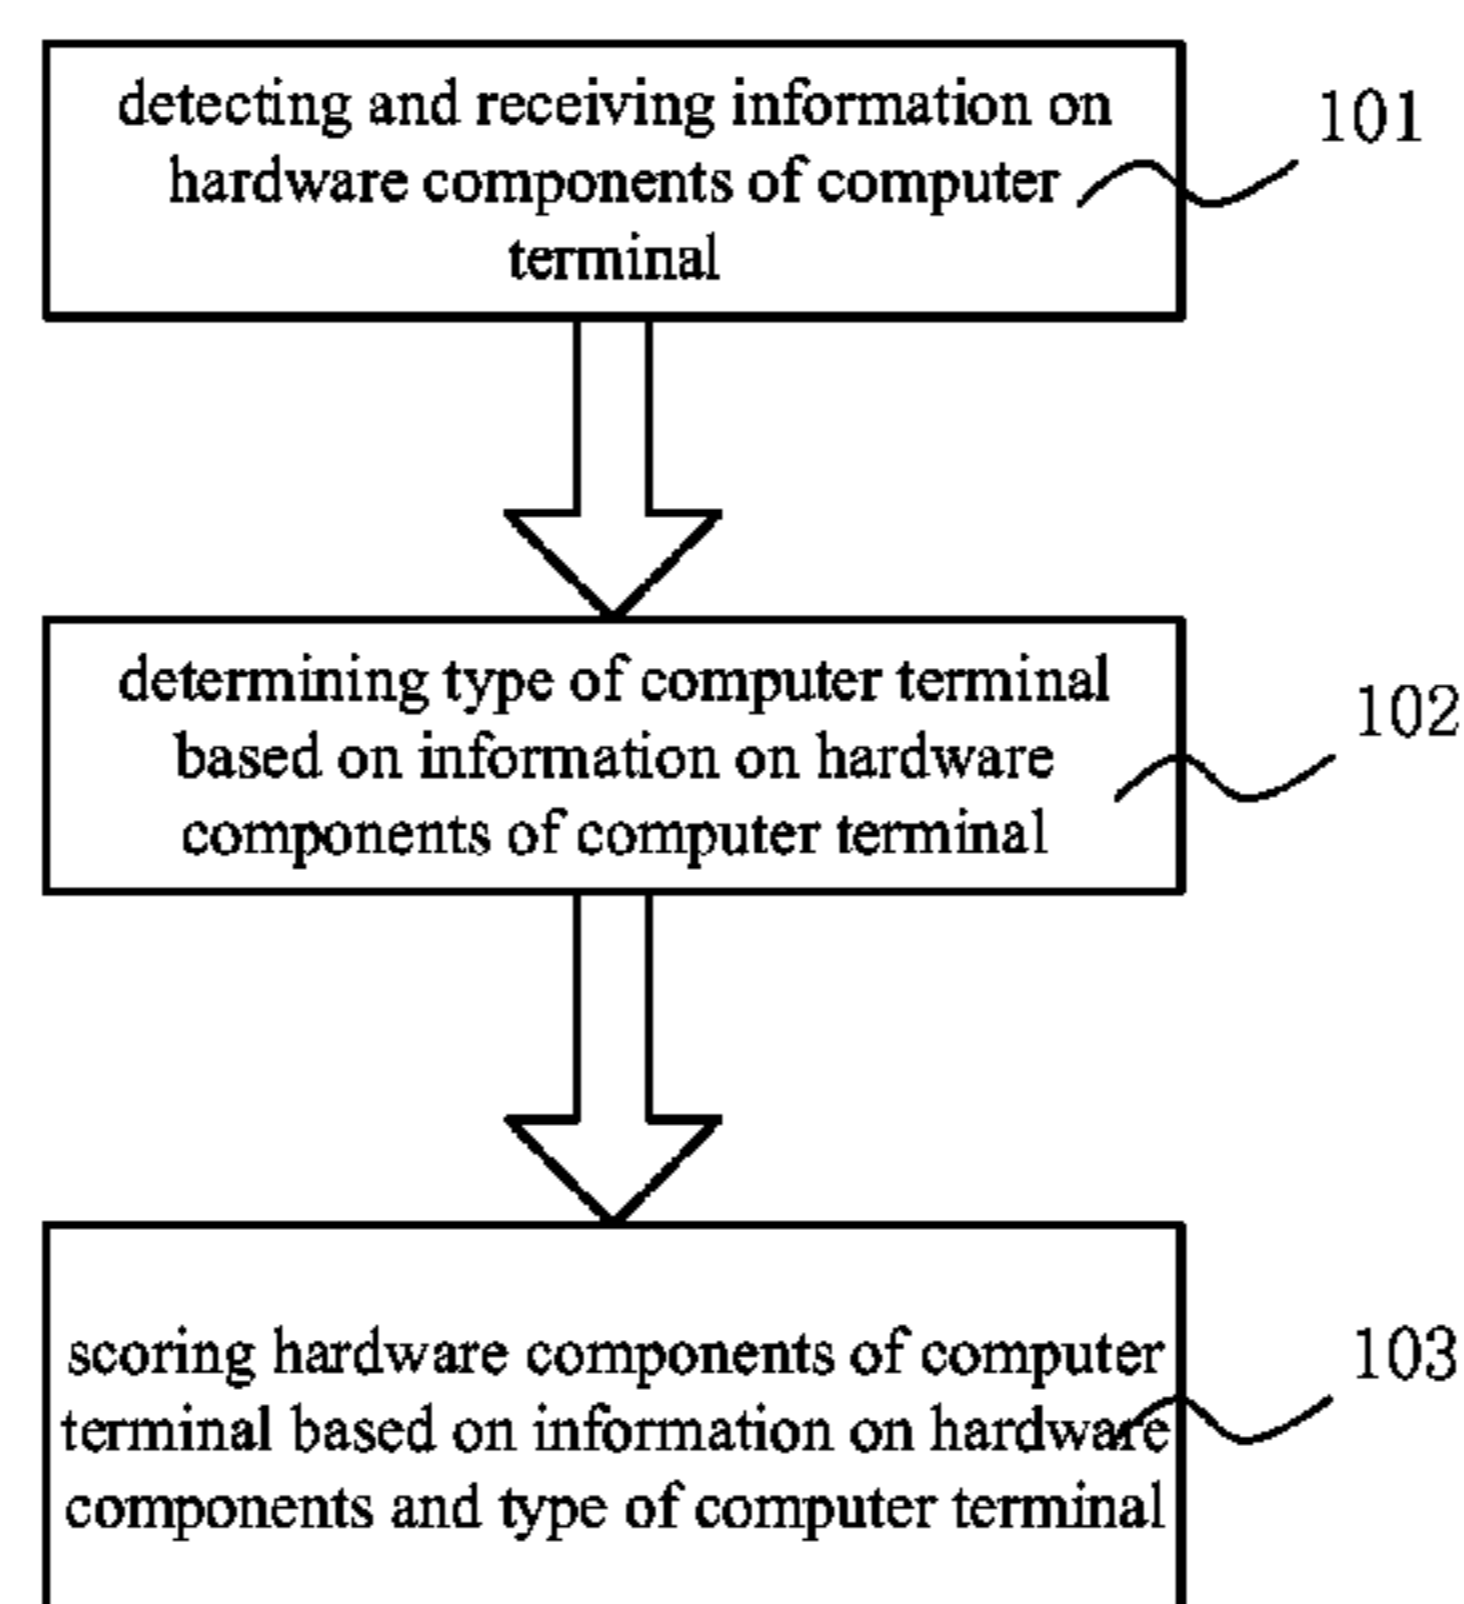 detecting and receiving information on
hardware components of computer
terminal
101
determining type of computer terminal
based on information on hardware
components of computer terminal
102
scoring hardware components of computer
terminal based on information on hardware
components and type of computer terminal
103